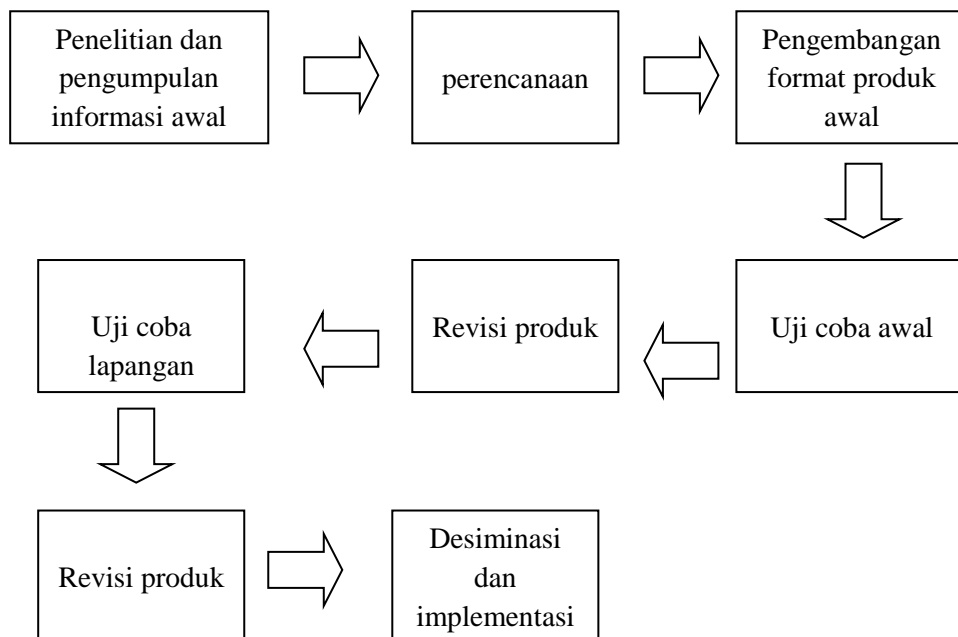 Penelitian dan
pengumpulan
informasi awal
perencanaan
Pengembangan
format produk
awal
Uji coba awal
Revisi produk
Uji coba
lapangan
Revisi produk
Desiminasi
dan
implementasi